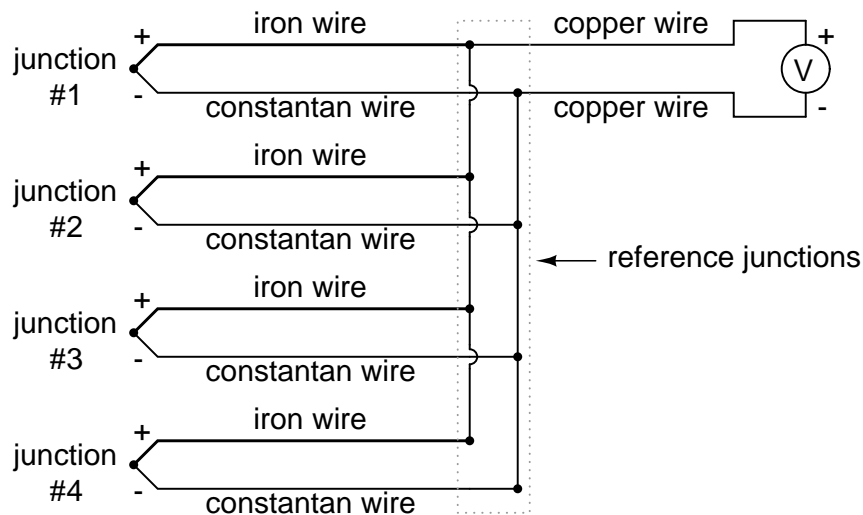 iron wire
copper wire
+
+
junction
#1
V
-
-
constantan wire
copper wire
iron wire
+
junction
#2
-
constantan wire
reference junctions
iron wire
+
junction
#3
-
constantan wire
iron wire
+
junction
#4
-
constantan wire